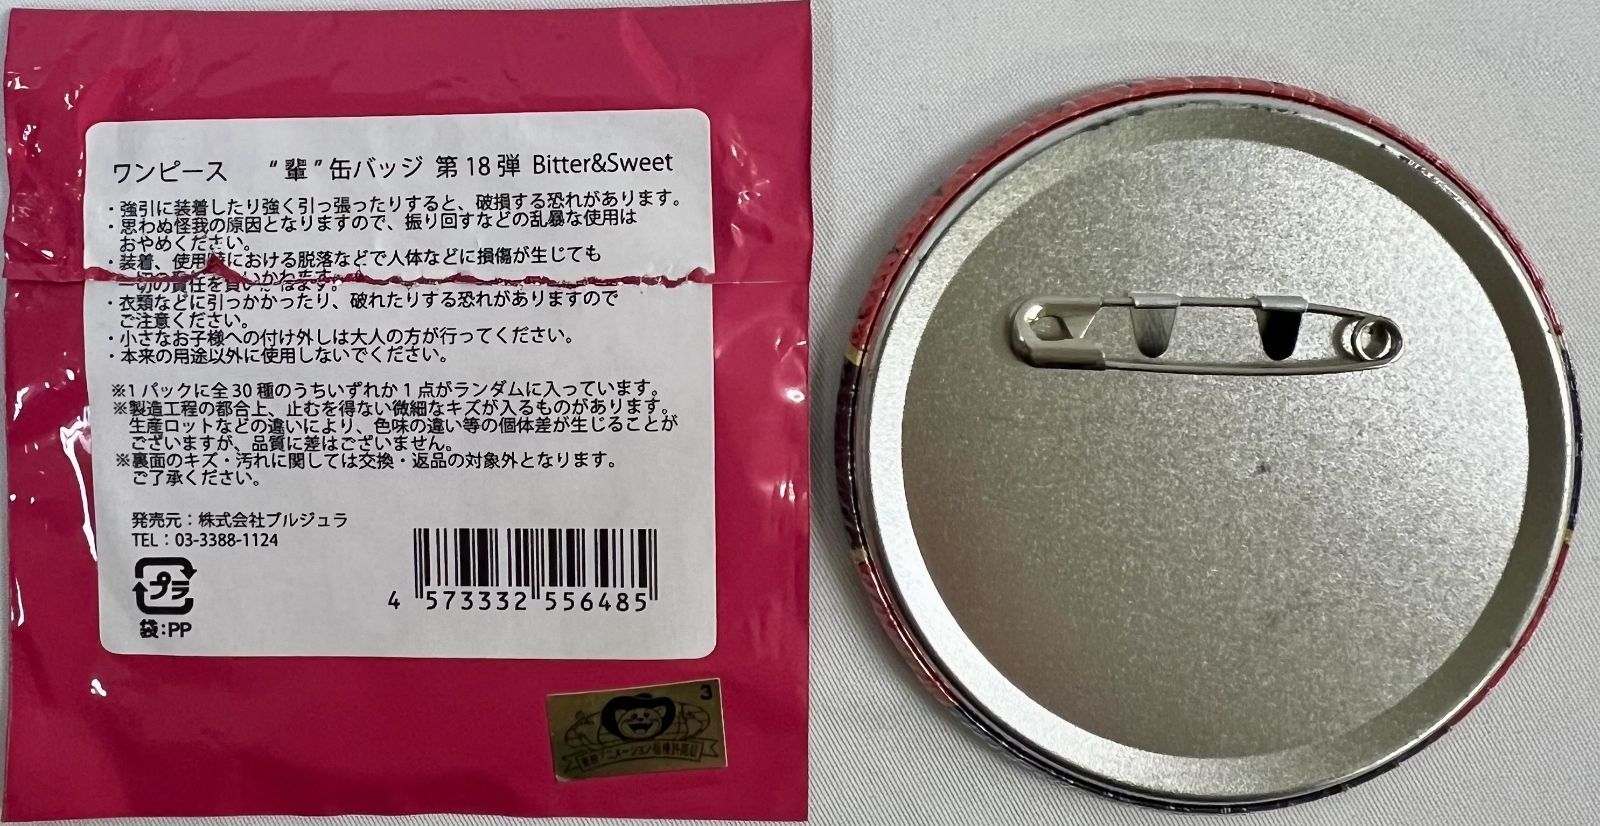 ワンピース　“輩”缶バッジ 第18弾 Bitter&Sweet
・強引に装着したり強く引っ張ったりすると、破損する恐れがあります。
・思わぬ怪我の原因となりますので、振り回すなどの乱暴な使用は
おやめください。
・装着、使用時における脱落などで人体などに損傷が生じても
一切の責任を負いかねます。
・衣類などに引っかかったり、破れたりする恐れがありますので
ご注意ください。
・小さなお子様への付け外しは大人の方が行ってください。
・本来の用途以外に使用しないでください。
※1パックに全30種のうちいずれか1点がランダムに入っています。
※製造工程の都合上、止むを得ない微細なキズが入るものがあります。
生産ロットなどの違いにより、色味の違い等の個体差が生じることが
ございますが、品質に差はございません。
※裏面のキズ・汚れに関しては交換・返品の対象外となります。
ご了承ください。
発売元：株式会社ブルジュラ
TEL：03-3388-1124
プラ
袋:PP
4 573332 556485
3